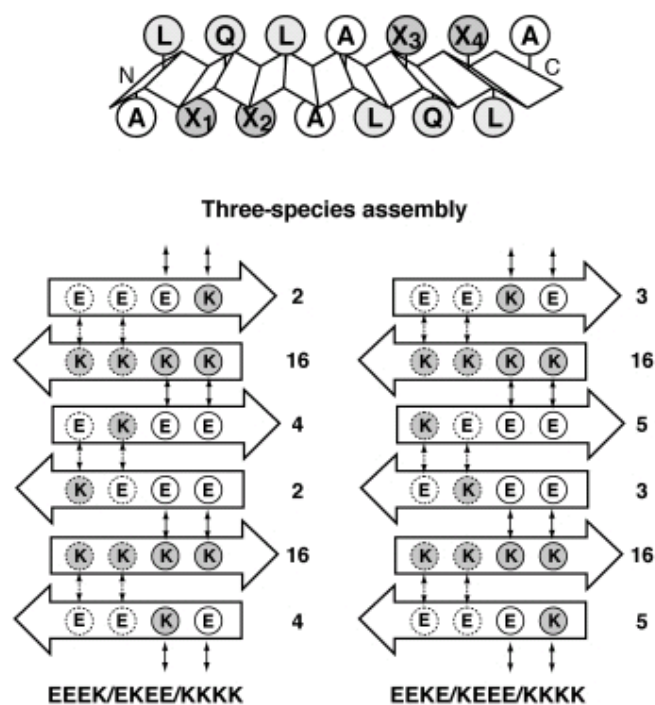 L Q L A X3 X4 A
N C
A X1 X2 A L Q L
Three-species assembly
E E E K 2
K K K K 16
E K E E 4
K E E E 2
K K K K 16
E E K E 4
EEEK/EKEE/KKKK
E E K E 3
K K K K 16
K E E E 5
E K E E 3
K K K K 16
E E E K 5
EEKE/KEEE/KKKK